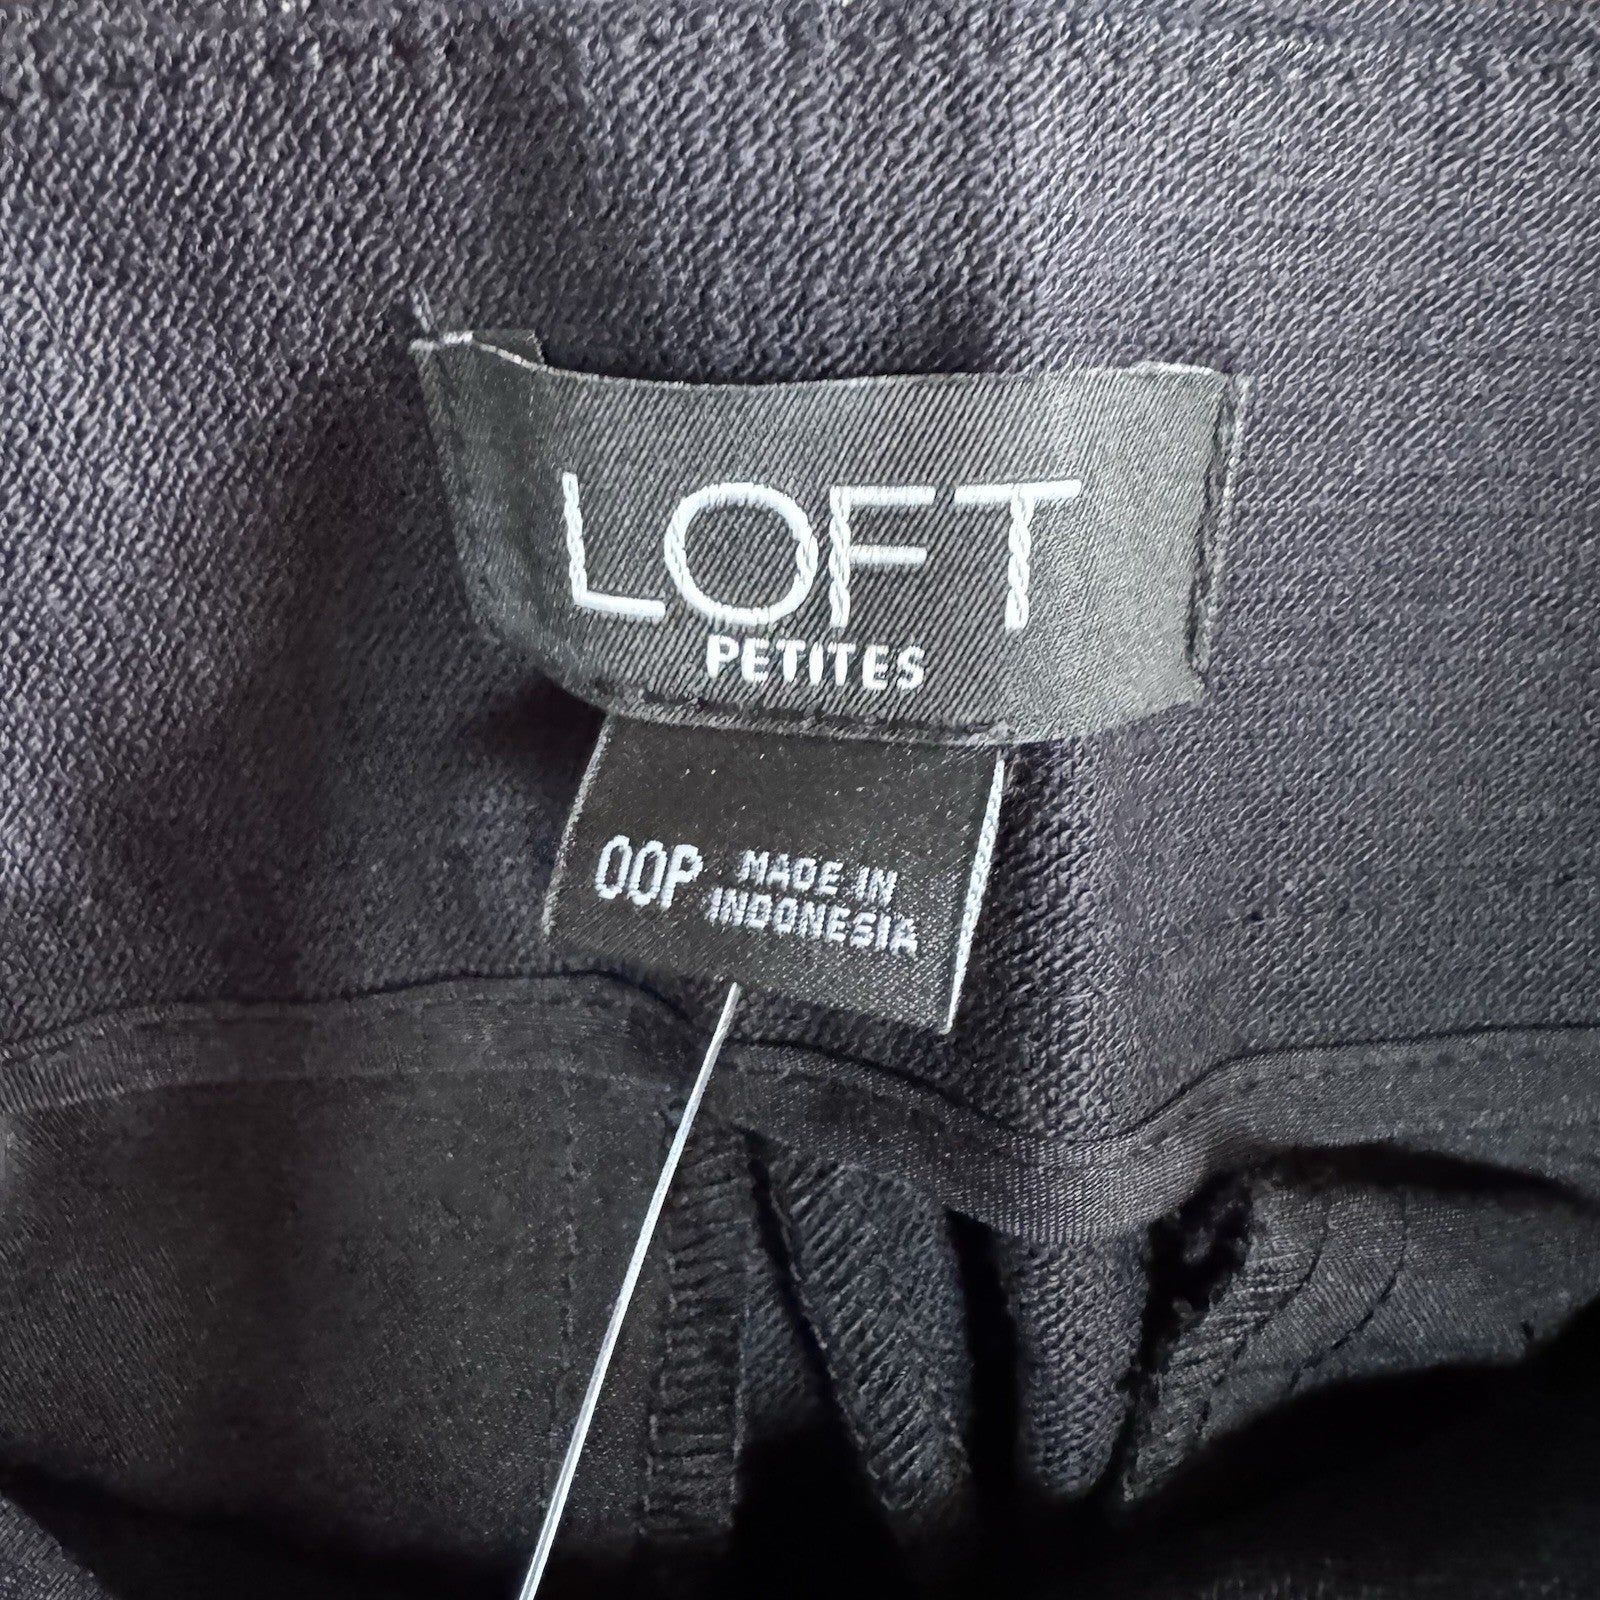 LOFT
PETITES
00P MADE IN
INDONESIA